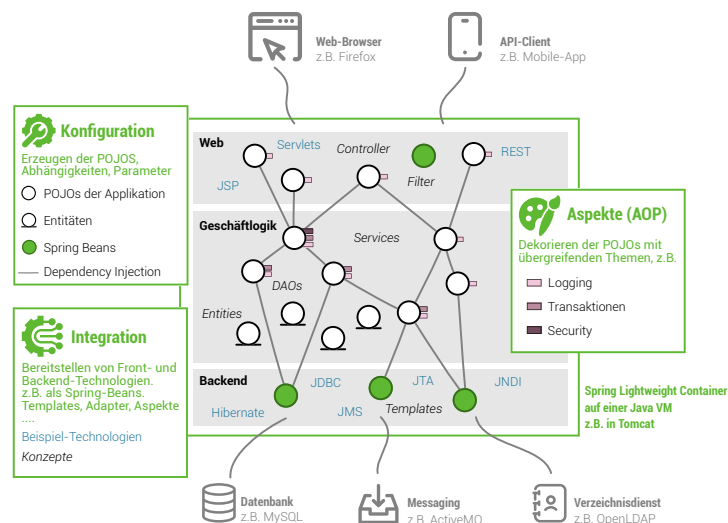 Web-Browser
z.B. Firefox
API-Client
z.B. Mobile-App
Konfiguration
Erzeugen der POJOS,
Abhängigkeiten, Parameter
POJOs der Applikation
Entitäten
Spring Beans
Dependency Injection
Integration
Bereitstellen von Front- und
Backend-Technologien.
z.B. als Spring-Beans.
Templates, Adapter, Aspekte
....
Beispiel-Technologien
Konzepte
Web
Servlets
Controller
REST
JSP
Filter
Geschäftlogik
Services
DAOs
Entities
Backend
JDBC
JTA
JNDI
Hibernate
JMS
Templates
Aspekte (AOP)
Dekorieren der POJOs mit
übergreifenden Themen, z.B.
Logging
Transaktionen
Security
Spring Lightweight Container
auf einer Java VM
z.B. in Tomcat
Datenbank
z.B. MySQL
Messaging
z.B. ActiveMQ
Verzeichnisdienst
z.B. OpenLDAP